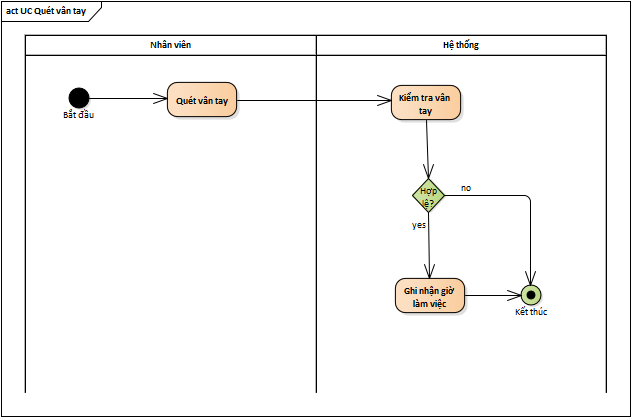 act UC Quét vân tay
Nhân viên
Hệ thống
Bắt đầu
Quét vân tay
Kiểm tra vân
tay
Hợp
lệ?
no
yes
Ghi nhận giờ
làm việc
Kết thúc